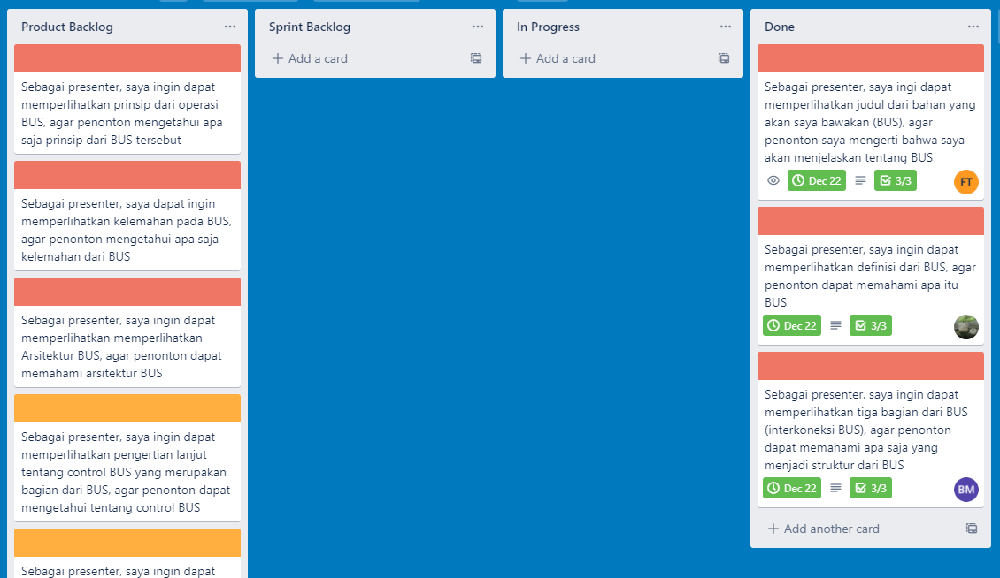 Product Backlog
Sebagai presenter, saya ingin dapat
memperlihatkan prinsip dari operasi
BUS, agar penonton mengetahui apa
saja prinsip dari BUS tersebut
Sebagai presenter, saya dapat ingin
memperlihatkan kelemahan pada BUS,
agar penonton mengetahui apa saja
kelemahan dari BUS
Sebagai presenter, saya ingin dapat
memperlihatkan memperlihatkan
Arsitektur BUS, agar penonton dapat
memahami arsitektur BUS
Sebagai presenter, saya ingin dapat
memperlihatkan pengertian lanjut
tentang control BUS yang merupakan
bagian dari BUS, agar penonton dapat
mengetahui tentang control BUS
Sebagai presenter, saya ingin dapat
Sprint Backlog
+ Add a card
In Progress
+ Add a card
Done
Sebagai presenter, saya ingi dapat
memperlihatkan judul dari bahan yang
akan saya bawakan (BUS), agar
penonton saya mengerti bahwa saya
akan menjelaskan tentang BUS
Dec 22 3/3 FT
Sebagai presenter, saya ingin dapat
memperlihatkan definisi dari BUS, agar
penonton dapat memahami apa itu
BUS
Dec 22 3/3
Sebagai presenter, saya ingin dapat
memperlihatkan tiga bagian dari BUS
(interkoneksi BUS), agar penonton
dapat memahami apa saja yang
menjadi struktur dari BUS
Dec 22 3/3 BM
+ Add another card